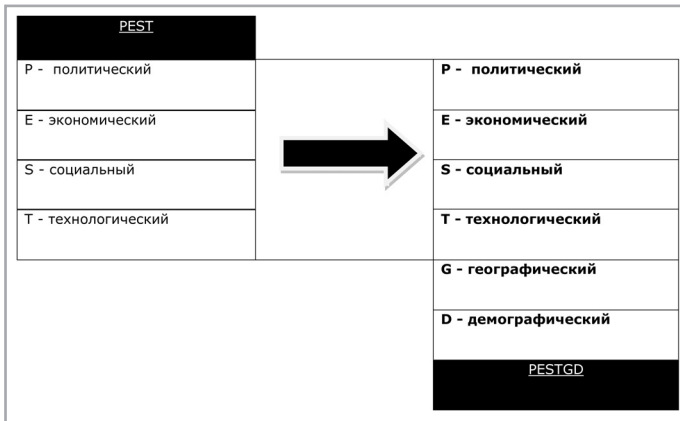 PEST
P -  политический
E - экономический
S - социальный
T - технологический
P -  политический
E - экономический
S - социальный
T - технологический
G - географический
D - демографический
PESTGD